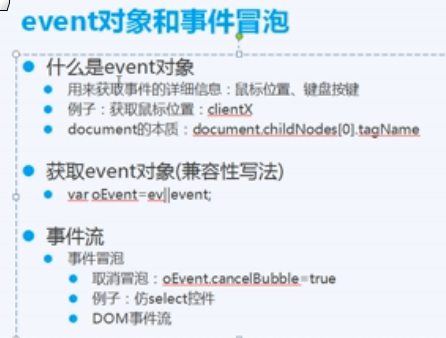 event对象和事件冒泡
什么是event对象
用来获取事件的详细信息：鼠标位置、键盘按键
例子：获取鼠标位置：clientX
document的本质：document.childNodes[0].tagName
获取event对象(兼容性写法)
var oEvent=ev||event;
事件流
事件冒泡
取消冒泡：oEvent.cancelBubble=true
例子：仿select控件
DOM事件流